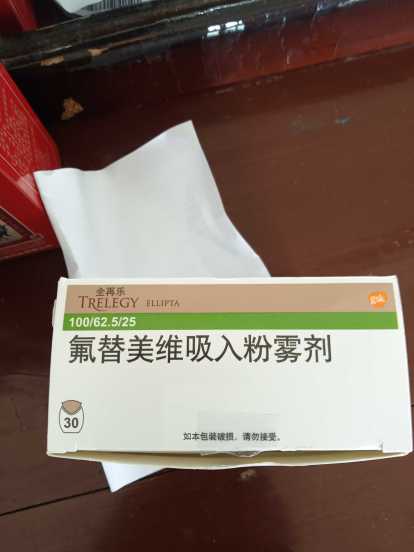 全再乐
TRELEGY ELLIPTA
gsk
100/62.5/25
氟替美维吸入粉雾剂
30
如本包装破损，请勿接受。